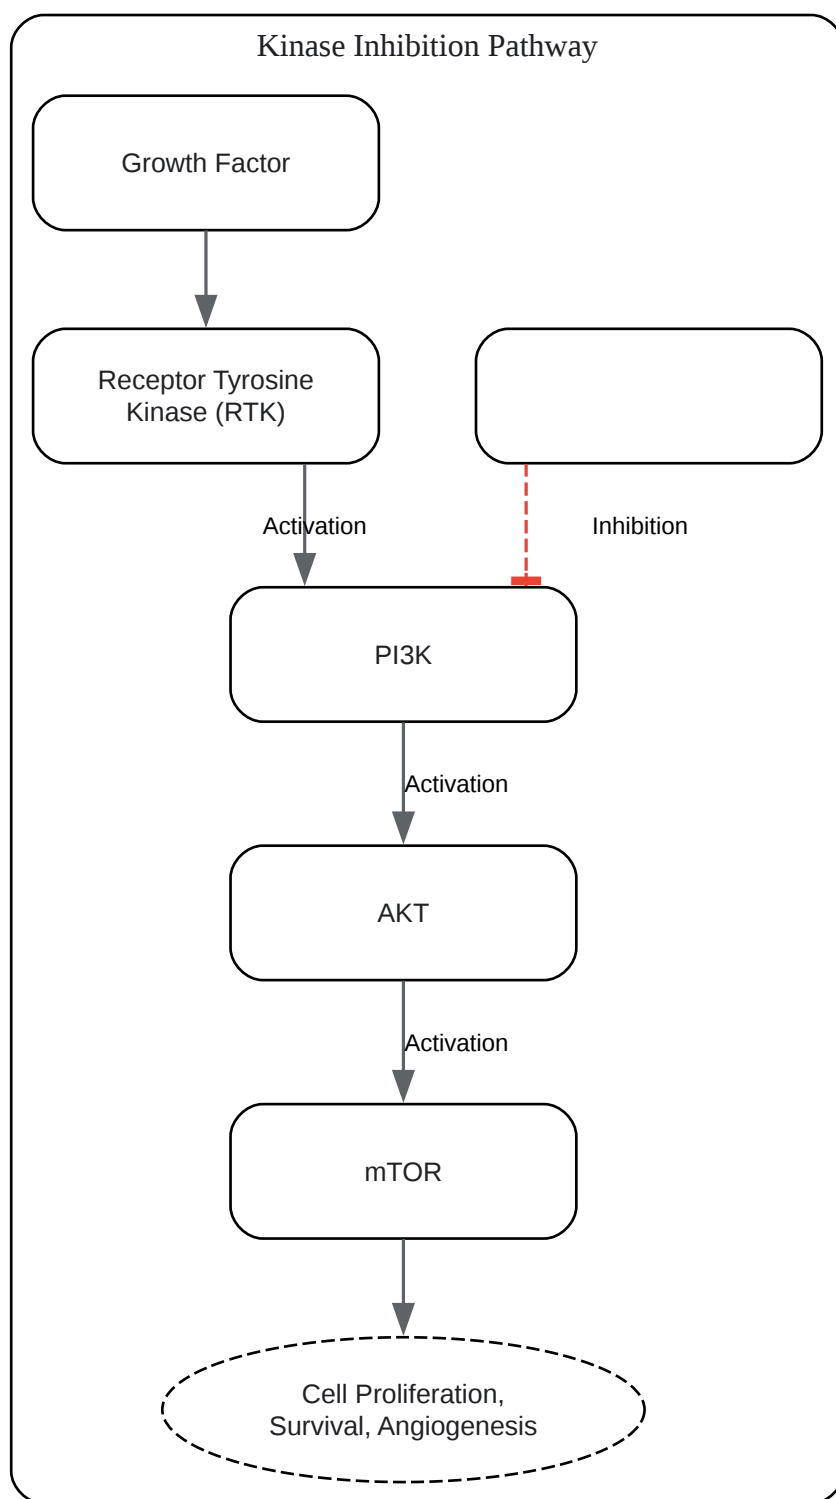 Kinase Inhibition Pathway
Growth Factor
Receptor Tyrosine
Kinase (RTK)
Activation
Inhibition
PI3K
Activation
AKT
Activation
mTOR
Cell Proliferation,
Survival, Angiogenesis